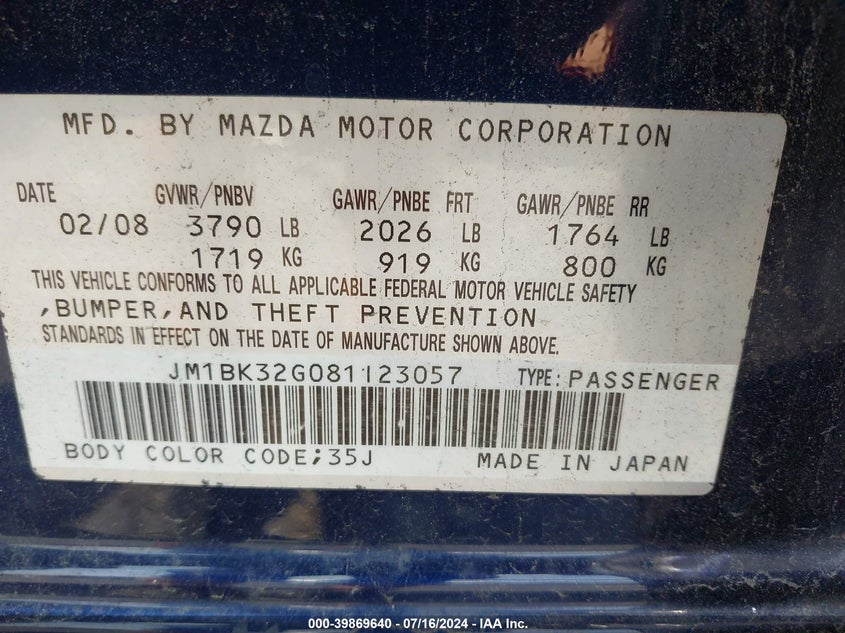 MFD. BY MAZDA MOTOR CORPORATION
DATE GVWR/PNBV GAWR/PNBE FRT GAWR/PNBE RR
02/08 3790 LB 2026 LB 1764 LB
1719 KG 919 KG 800 KG
THIS VEHICLE CONFORMS TO ALL APPLICABLE FEDERAL MOTOR VEHICLE SAFETY
,BUMPER,AND THEFT PREVENTION
STANDARDS IN EFFECT ON THE DATE OF MANUFACTURE SHOWN ABOVE.
JM1BK32G081123057 TYPE: PASSENGER
BODY COLOR CODE;35J MADE IN JAPAN
000-39869640 - 07/16/2024 - IAA Inc.